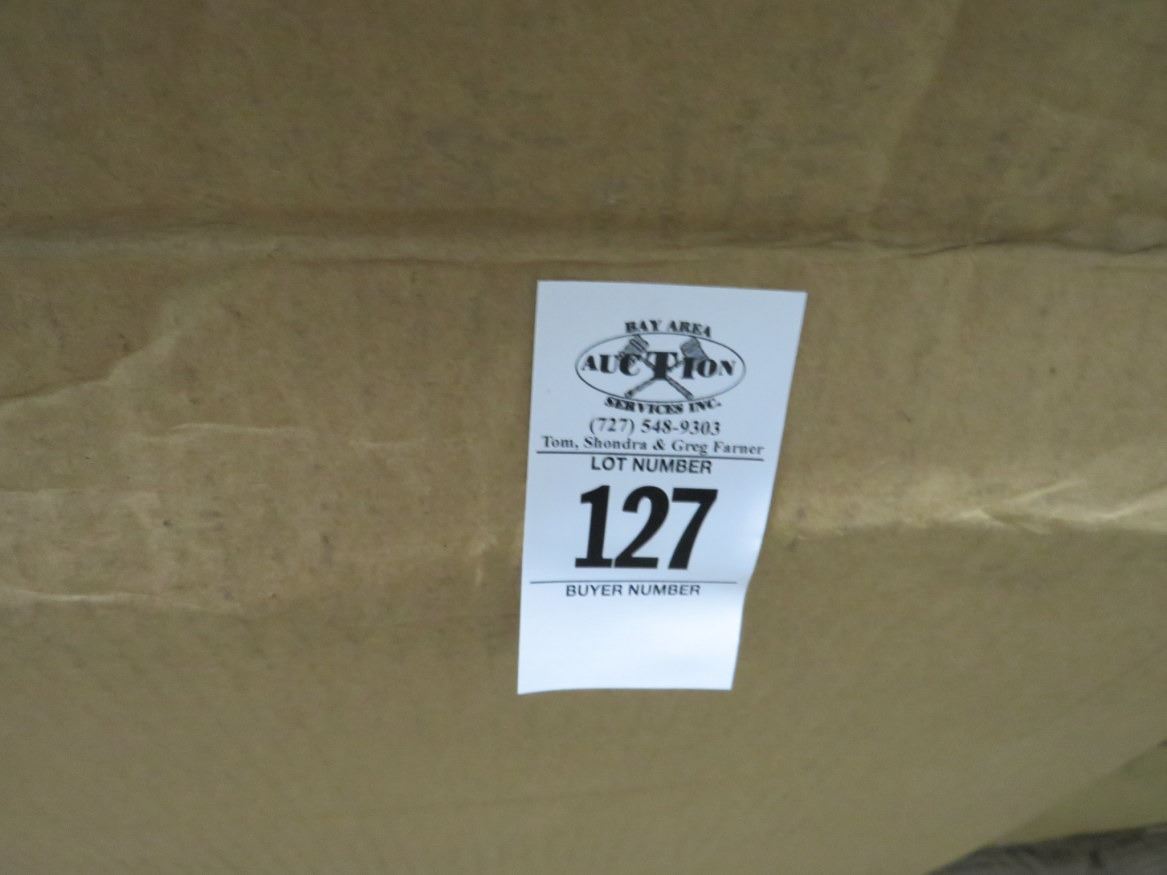 BAY AREA
AUCTION
SERVICES INC.
(727) 548-9303
Tom, Shondra & Greg Farner
LOT NUMBER
127
BUYER NUMBER